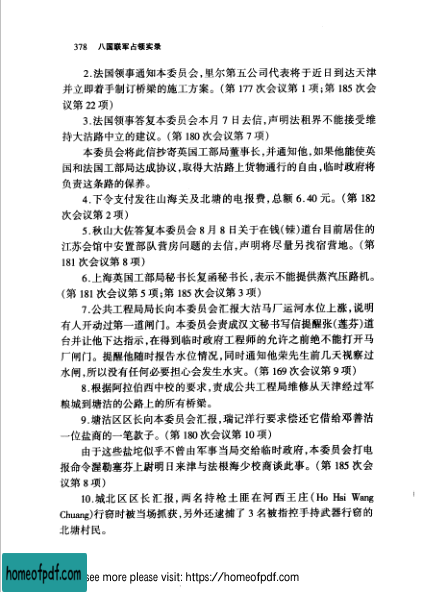 378 八国联军占领实录
2.法国领事通知本委员会,里尔第五公司代表将于近日到达天津
并立即着手制订桥梁的施工方案。(第177次会议第1项;第185次会
议第22项)
3.法国领事答复本委员会本月7日去信,声明法租界不能接受维
持大沽路中立的建议。(第180次会议第7项)
本委员会将此信抄寄英国工部局董事长,并通知他,如果他能使英
国和法国工部局达成协议,取得大沽路上货物通行的自由,临时政府将
负责这条路的保养。
4.下令支付发往山海关及北塘的电报费,总额6.40元。(第182
次会议第2项)
5.秋山大佐答复本委员会8月8日关于在钱(𫓩)道台目前居住的
江苏会馆中安置部队营房问题的去信,声明将尽量另找宿营地。(第
181次会议第8项)
6.上海英国工部局秘书长复函秘书长,表示不能提供蒸汽压路机。
(第181次会议第5项;第185次会议第3项)
7.公共工程局局长向本委员会汇报大沽马厂运河水位上涨,说明
有人开动过第一道闸门。本委员会责成汉文秘书写信提醒张(莲芬)道
台并让他下达指示,在得到临时政府工程师的允许之前绝不能打开马
厂闸门。提醒他随时报告水位情况,同时通知他荣先生前几天视察过
水闸,所以没有任何必要担心会发生水灾。(第169次会议第9项)
8.根据阿拉伯西中校的要求,责成公共工程局维修从天津经过军
粮城到塘沽的公路上的所有桥梁。
9.塘沽区区长向本委员会汇报,瑞记洋行要求偿还它借给邓善沽
一位盐商的一笔款子。(第180次会议第10项)
由于这些盐坨似乎不曾由军事当局交给临时政府,本委员会打电
报命令渥勒塞芬上尉明日来津与法根海少校商谈此事。(第185次会
议第8项)
10.城北区区长汇报,两名持枪土匪在河西王庄(Ho Hsi Wang
Chuang)行窃时被当场抓获,另外还逮捕了3名被指控手持武器行窃的
北塘村民。
homeofpdf.com
see more please visit: https://homeofpdf.com